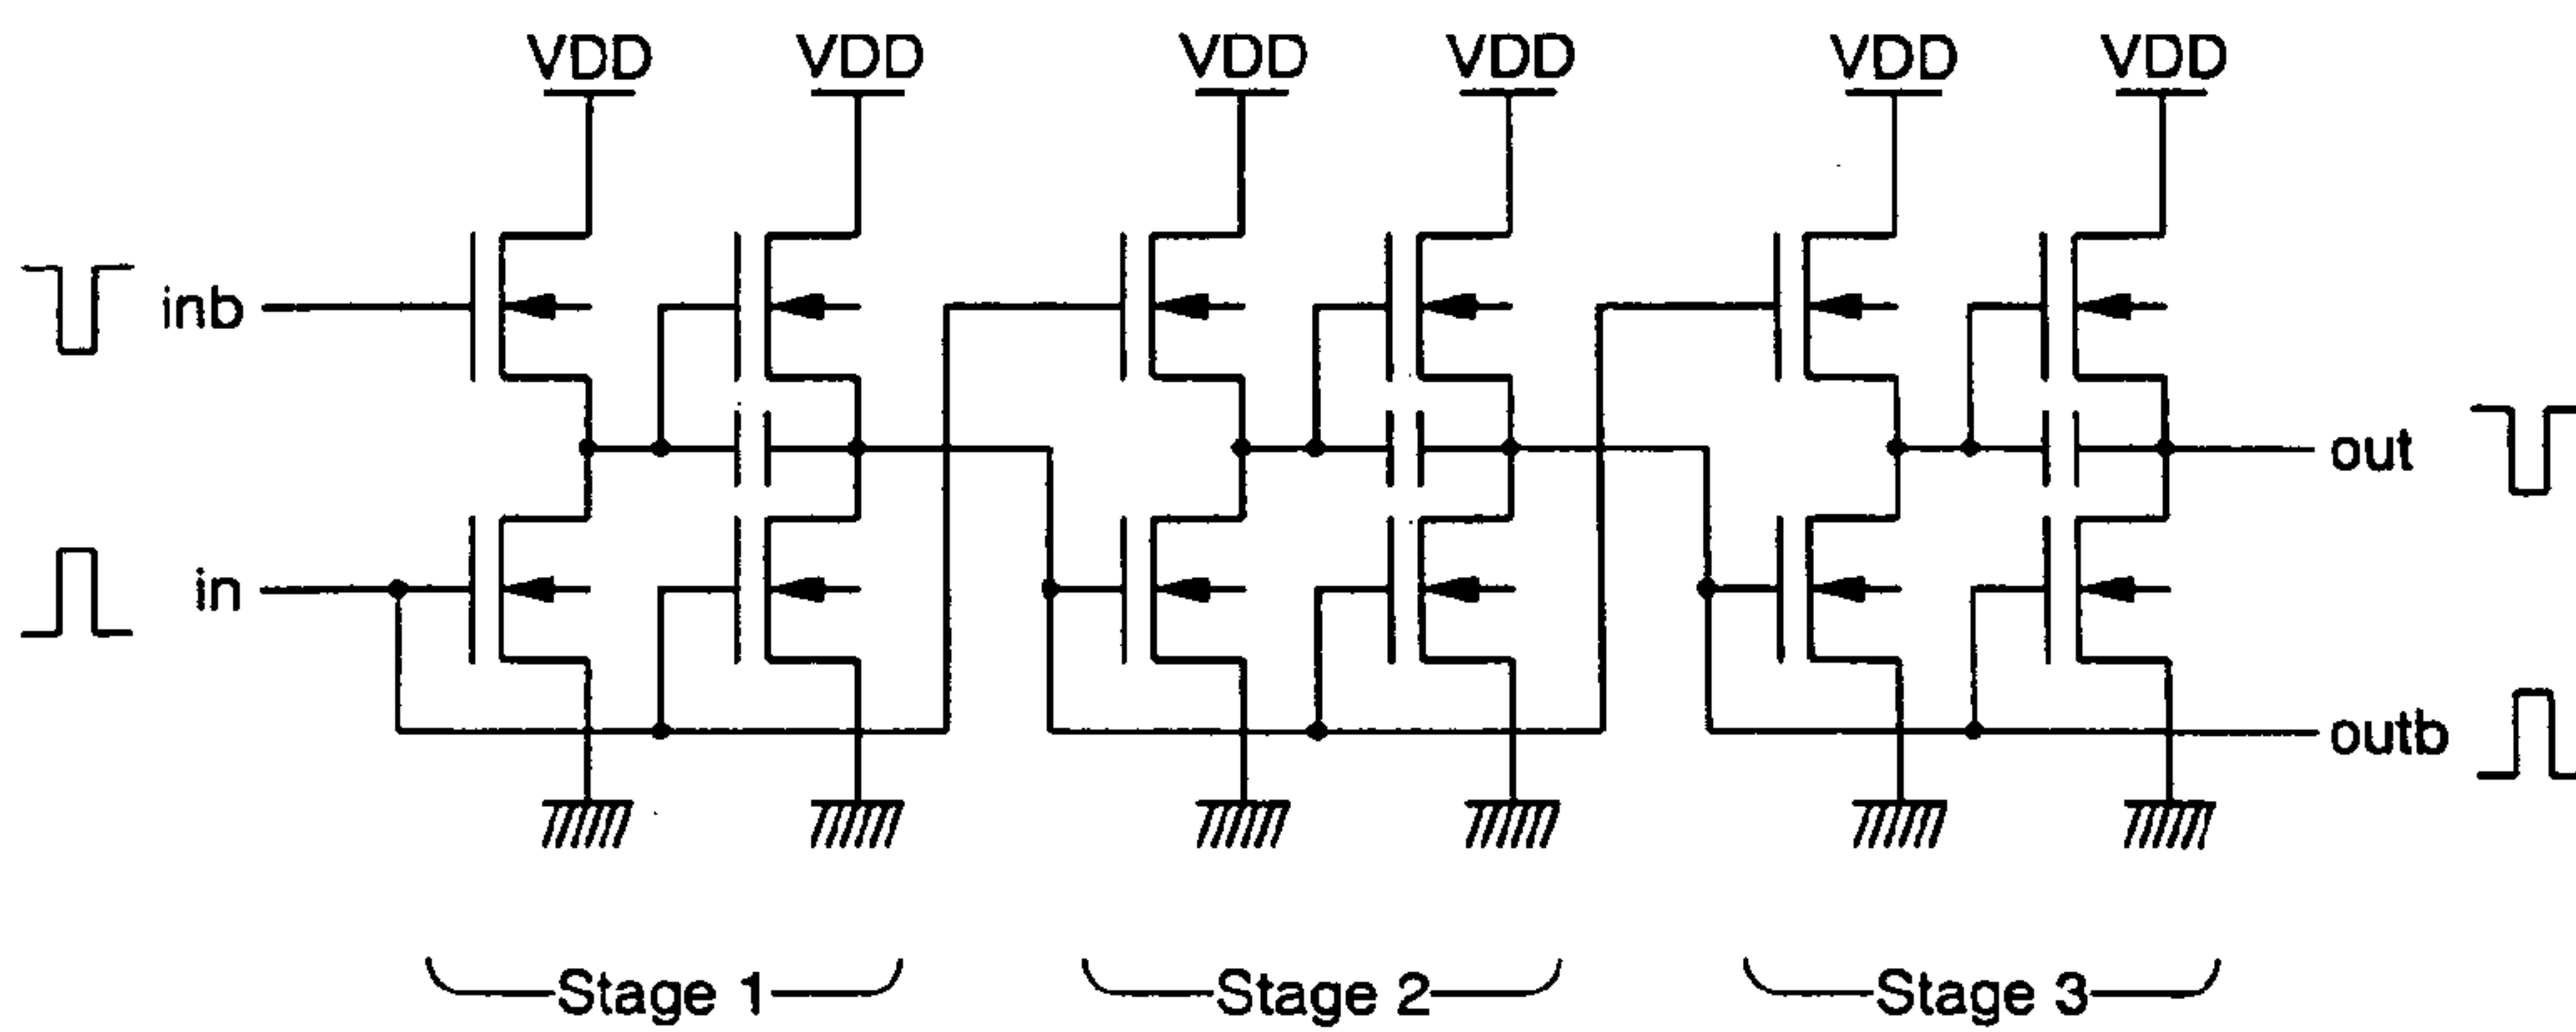 VDD VDD VDD VDD VDD VDD
inb
out
in
outb
Stage 1 Stage 2 Stage 3